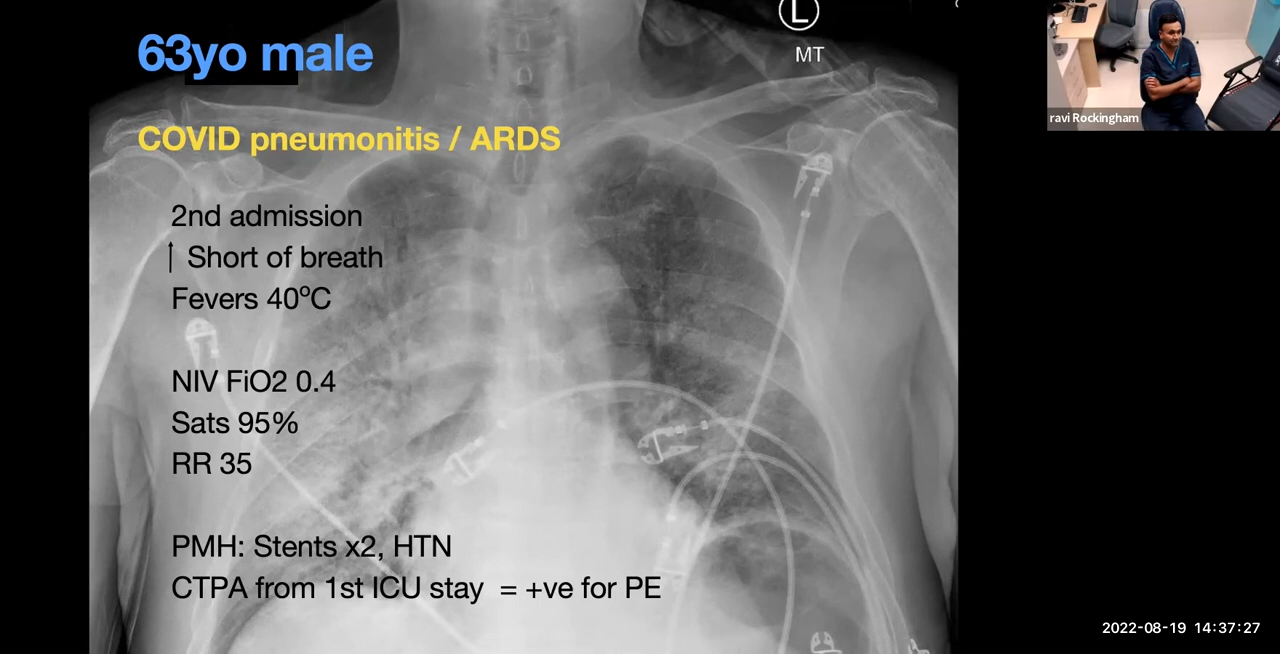 L
MT
63yo male
COVID pneumonitis / ARDS
2nd admission
↑ Short of breath
Fevers 40ºC
NIV FiO2 0.4
Sats 95%
RR 35
PMH: Stents x2, HTN
CTPA from 1st ICU stay = +ve for PE
ravi Rockingham
2022-08-19 14:37:27